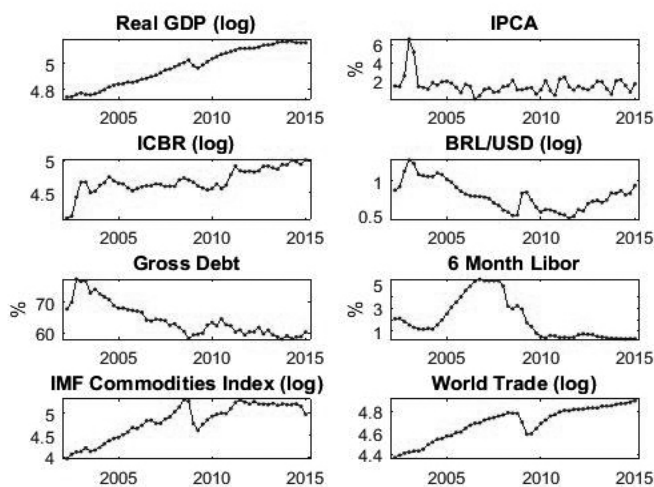 Real GDP (log)
5
4.8
2005 2010 2015
IPCA
%
6
4
2
2005 2010 2015
ICBR (log)
5
4.5
2005 2010 2015
BRL/USD (log)
1
0.5
2005 2010 2015
Gross Debt
%
70
60
2005 2010 2015
6 Month Libor
%
5
3
1
2005 2010 2015
IMF Commodities Index (log)
5
4.5
4
2005 2010 2015
World Trade (log)
4.8
4.6
4.4
2005 2010 2015